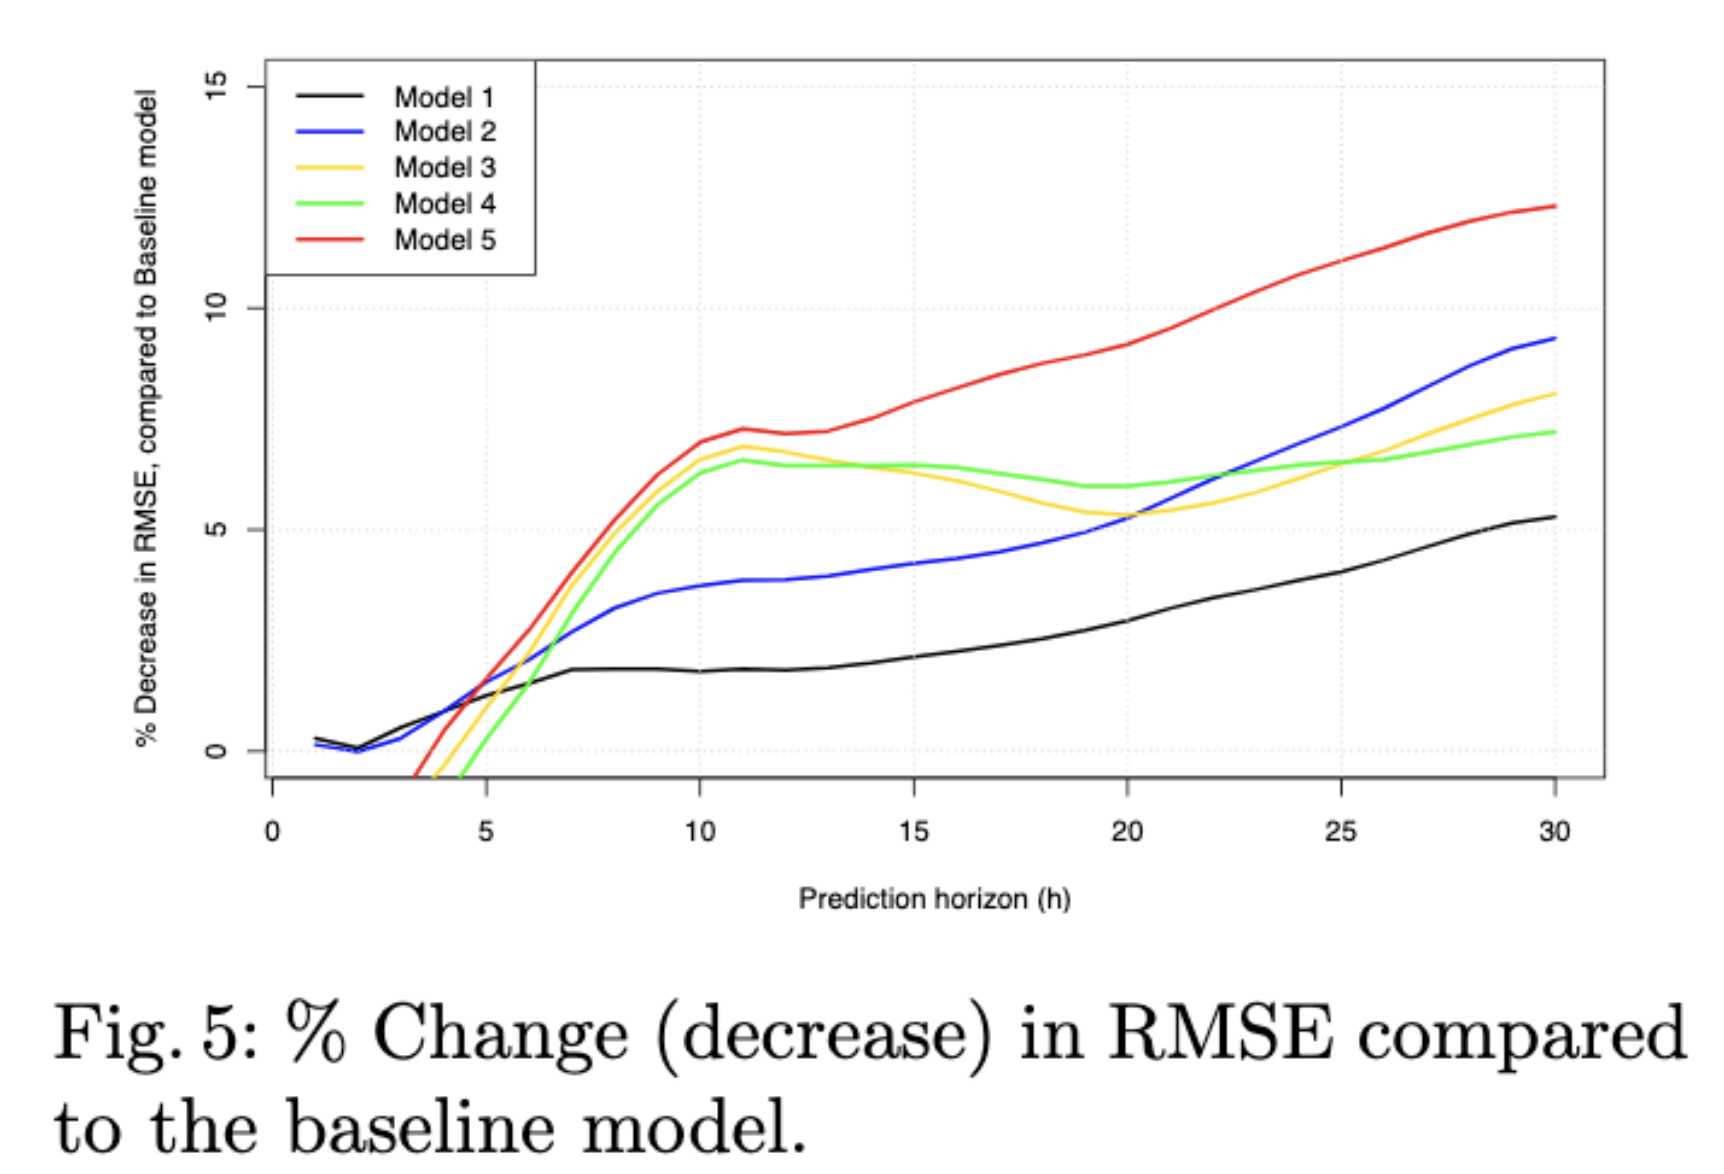 % Decrease in RMSE, compared to Baseline model
15
10
5
0
Model 1
Model 2
Model 3
Model 4
Model 5
0 5 10 15 20 25 30
Prediction horizon (h)
Fig. 5: % Change (decrease) in RMSE compared
to the baseline model.